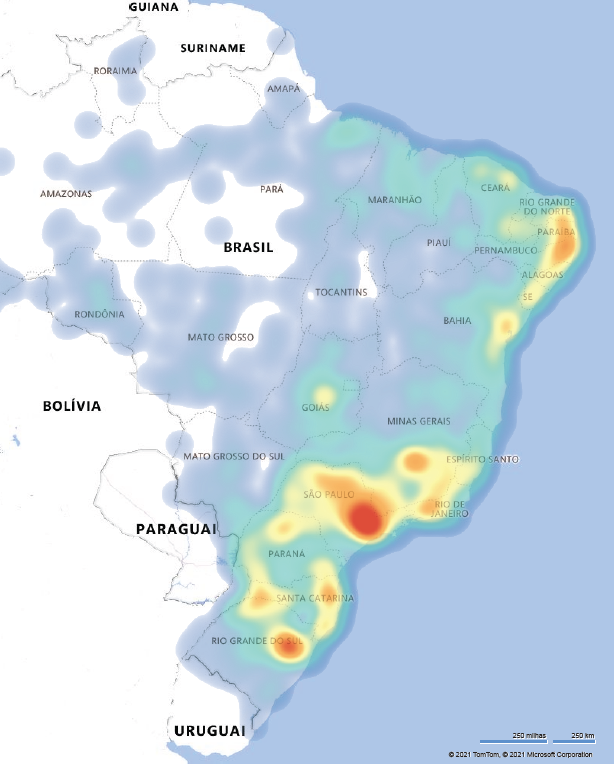 GUIANA
SURINAME
RORAIMIA
AMAPÁ
AMAZONAS
PARÁ
MARANHÃO
CEARÁ
RIO GRANDE
DO NORTE
PARAÍBA
BRASIL
PIAUÍ
PERNAMBUCO
ALAGOAS
TOCANTINS
SE
RONDÔNIA
BAHIA
MATO GROSSO
BOLÍVIA
GOIÁS
MINAS GERAIS
MATO GROSSO DO SUL
ESPÍRITO SANTO
SÃO PAULO
RIO DE
JANEIRO
PARAGUAI
PARANÁ
SANTA CATARINA
RIO GRANDE DO SUL
URUGUAI
250 milhas
250 km
© 2021 TomTom, © 2021 Microsoft Corporation